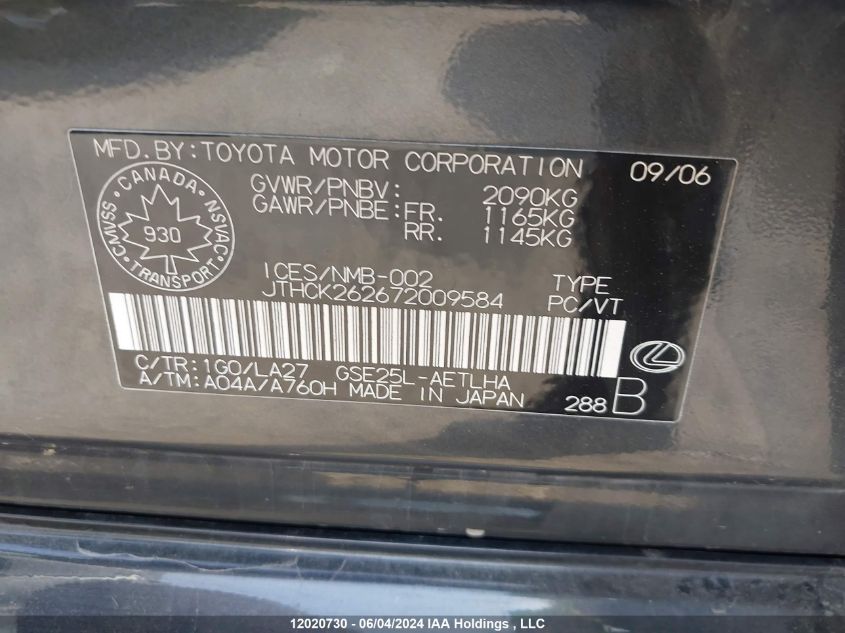 MFD.BY:TOYOTA MOTOR CORPORATION 09/06
GVWR/PNBV: 2090KG
GAWR/PNBE:FR. 1165KG
RR. 1145KG
CANADA
CMVSS NSVAC
930
TRANSPORT
ICES/NMB-002 TYPE
JTHCK262672009584 PC/VT
C/TR:1G0/LA27 GSE25L-AETLHA
A/TM:A04A/A760H MADE IN JAPAN 288 B
12020730 - 06/04/2024 IAA Holdings, LLC